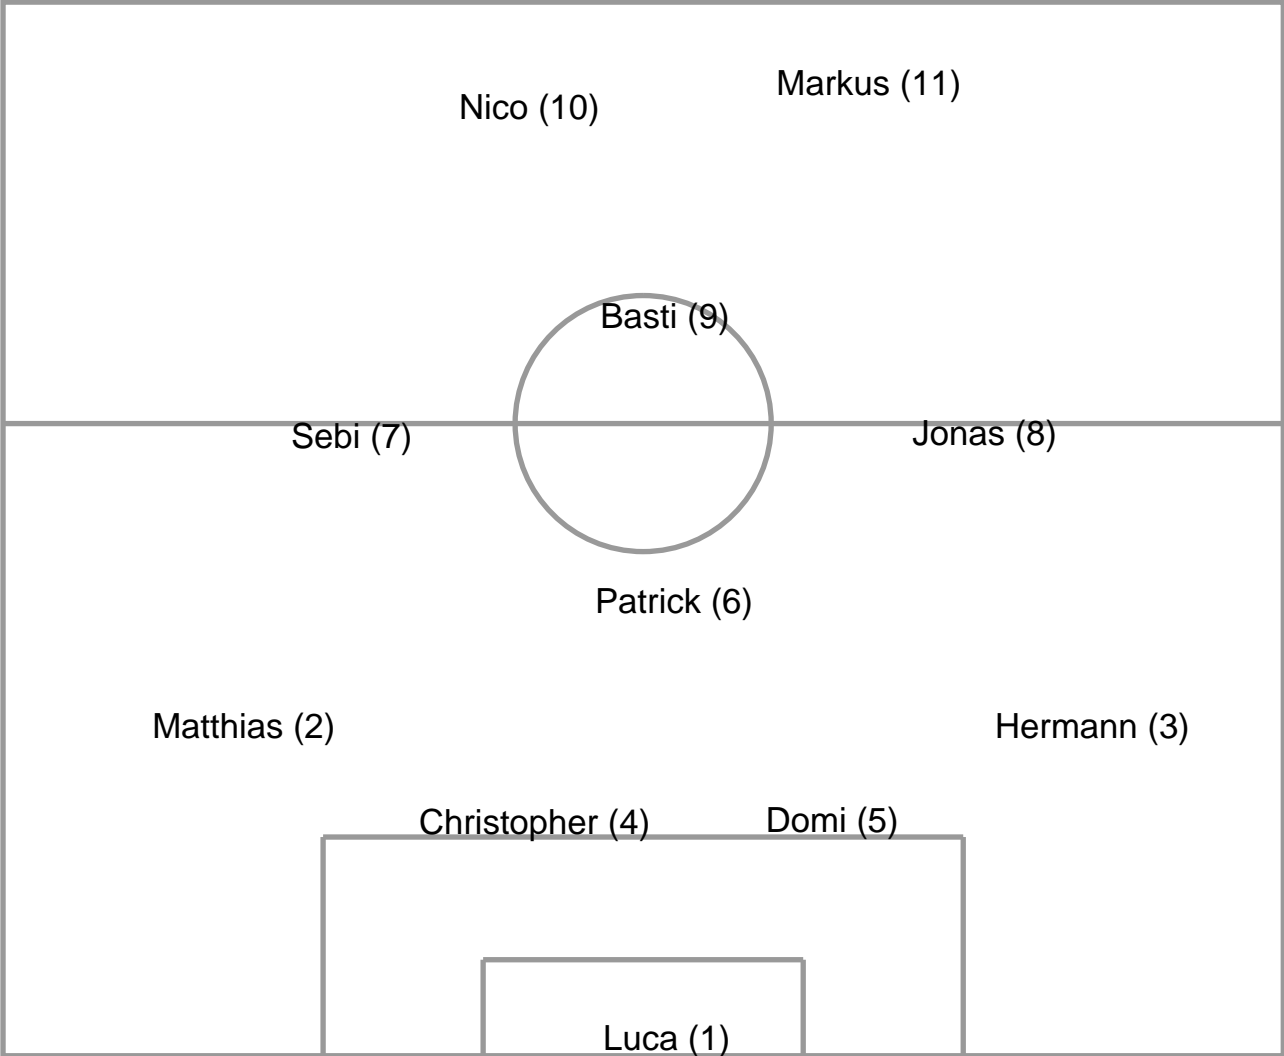 Markus (11)
Nico (10)
Basti (9)
Sebi (7)
Jonas (8)
Patrick (6)
Matthias (2)
Hermann (3)
Christopher (4)
Domi (5)
Luca (1)